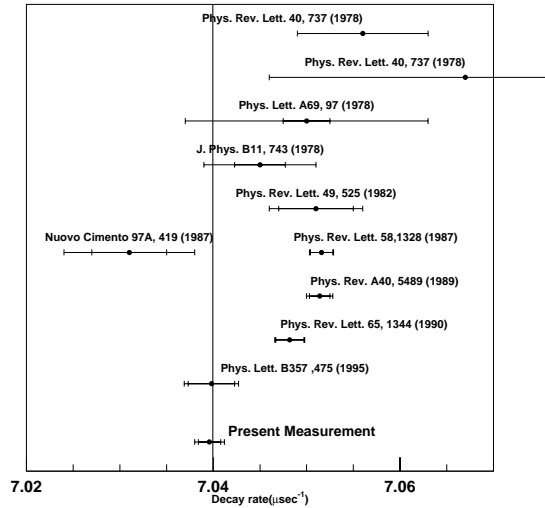 Phys. Rev. Lett. 40, 737 (1978)
Phys. Rev. Lett. 40, 737 (1978)
Phys. Lett. A69, 97 (1978)
J. Phys. B11, 743 (1978)
Phys. Rev. Lett. 49, 525 (1982)
Nuovo Cimento 97A, 419 (1987)
Phys. Rev. Lett. 58,1328 (1987)
Phys. Rev. A40, 5489 (1989)
Phys. Rev. Lett. 65, 1344 (1990)
Phys. Lett. B357 ,475 (1995)
Present Measurement
7.02 7.04 7.06
Decay rate(μsec⁻¹)